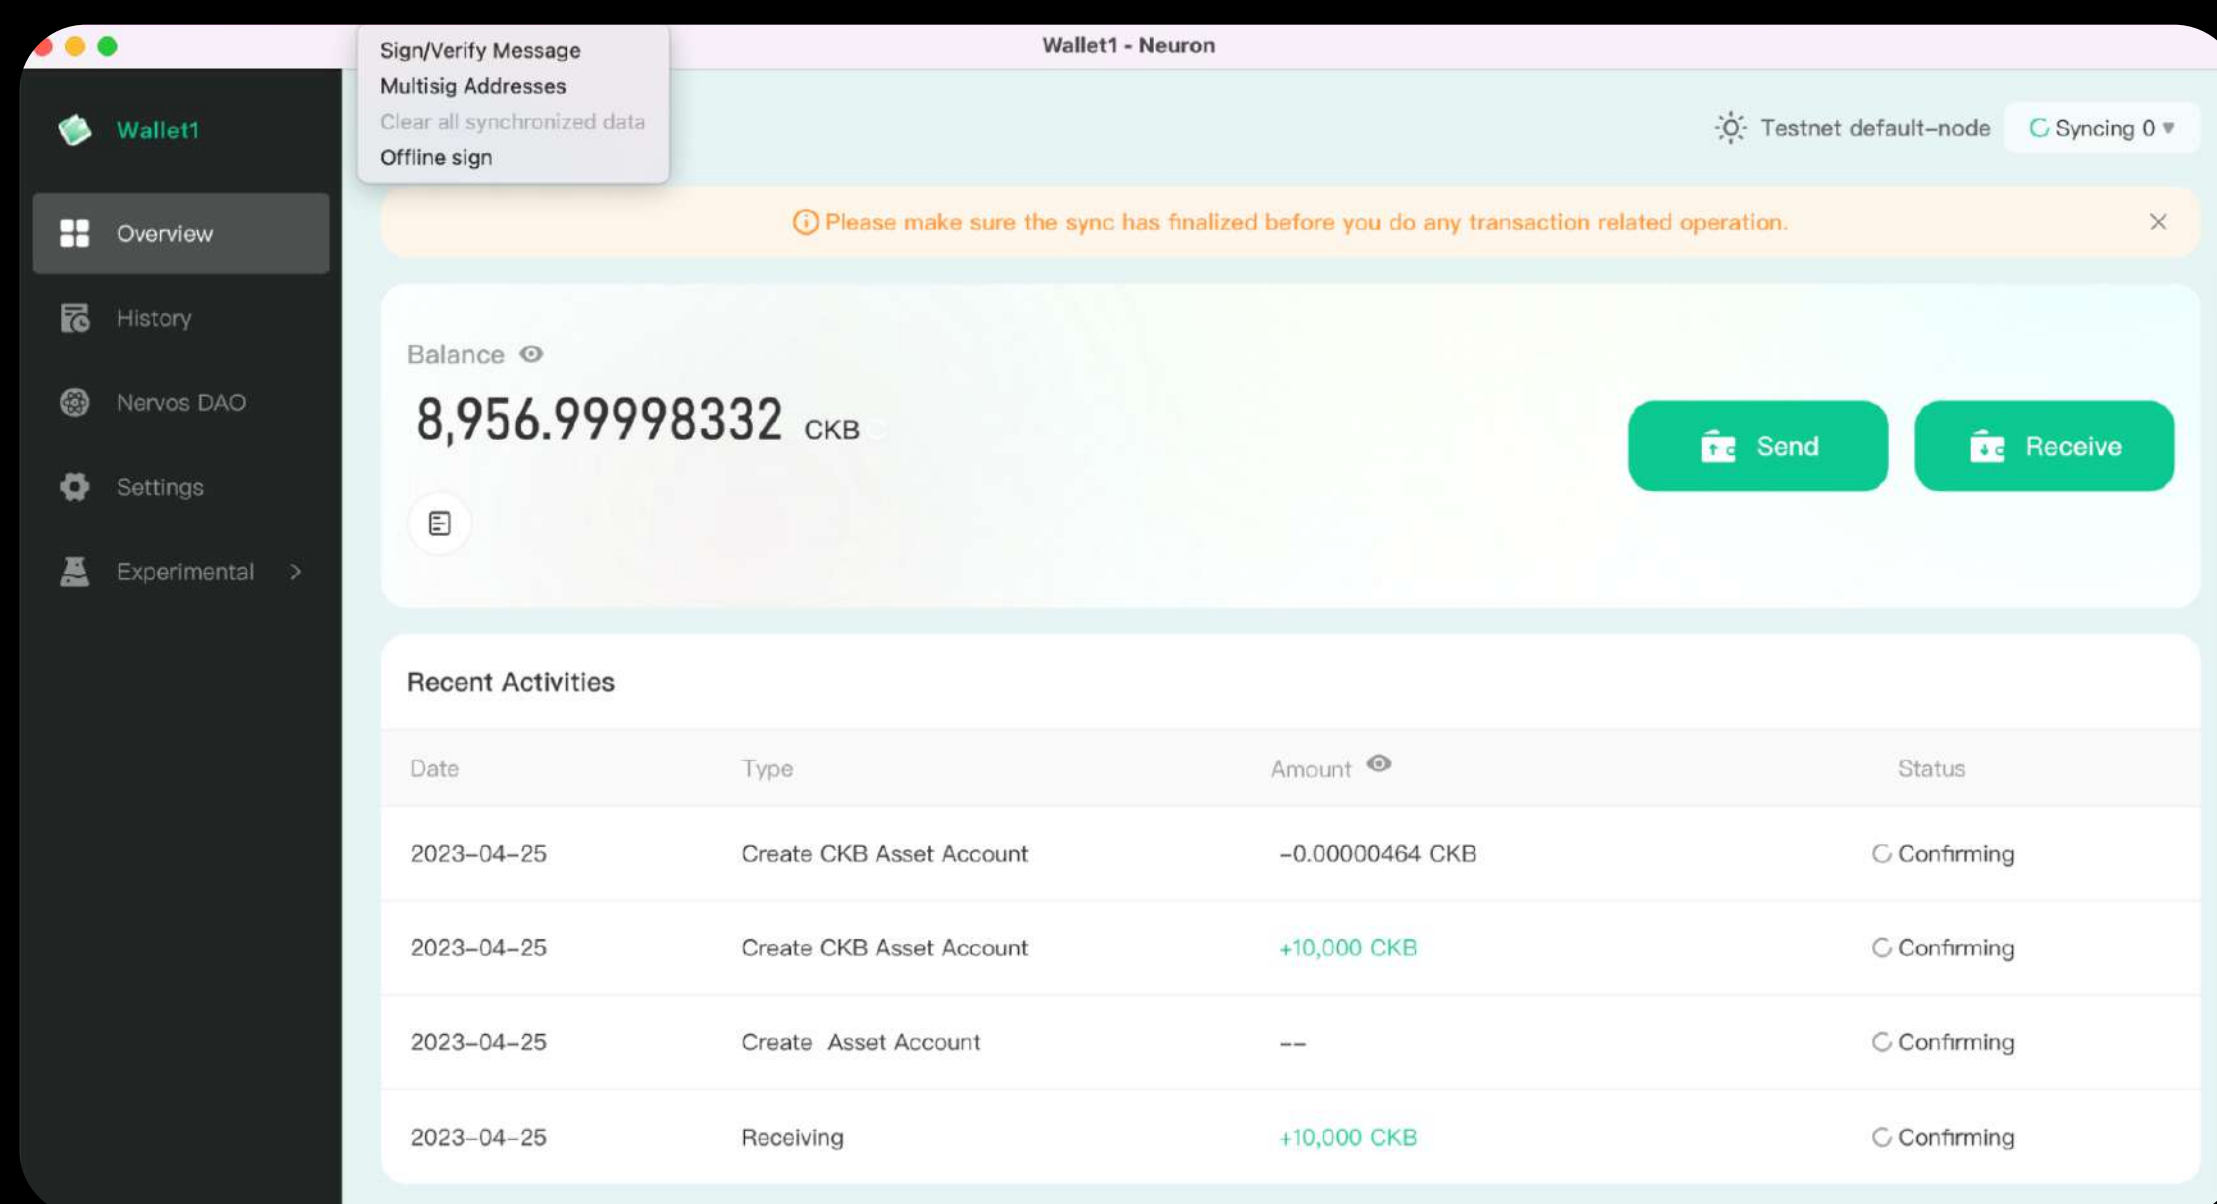 Sign/Verify Message
Multisig Addresses
Clear all synchronized data
Offline sign
Wallet1 - Neuron
Wallet1
Testnet default-node
Syncing 0
Overview
History
Nervos DAO
Settings
Experimental
Please make sure the sync has finalized before you do any transaction related operation.
Balance
8,956.99998332 CKB
Send
Receive
Recent Activities
Date Type Amount Status
2023-04-25 Create CKB Asset Account -0.00000464 CKB Confirming
2023-04-25 Create CKB Asset Account +10,000 CKB Confirming
2023-04-25 Create Asset Account -- Confirming
2023-04-25 Receiving +10,000 CKB Confirming